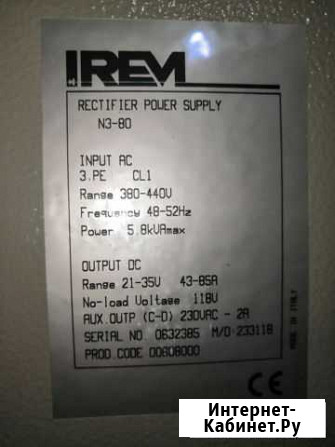 IREM
RECTIFIER POWER SUPPLY
N3-80
INPUT AC
3.PE CL1
Range 380-440V
Frequency 48-52Hz
Power 5.8kVAmax
OUTPUT DC
Range 21-35V 43-85A
No-load Voltage 118V
AUX.OUTP (C-D) 230VAC - 2A
SERIAL NO 0632385 M/D:23311B
PROD.CODE 00608000
MADE IN ITALY
CE
Интернет-
Кабинет.Ру